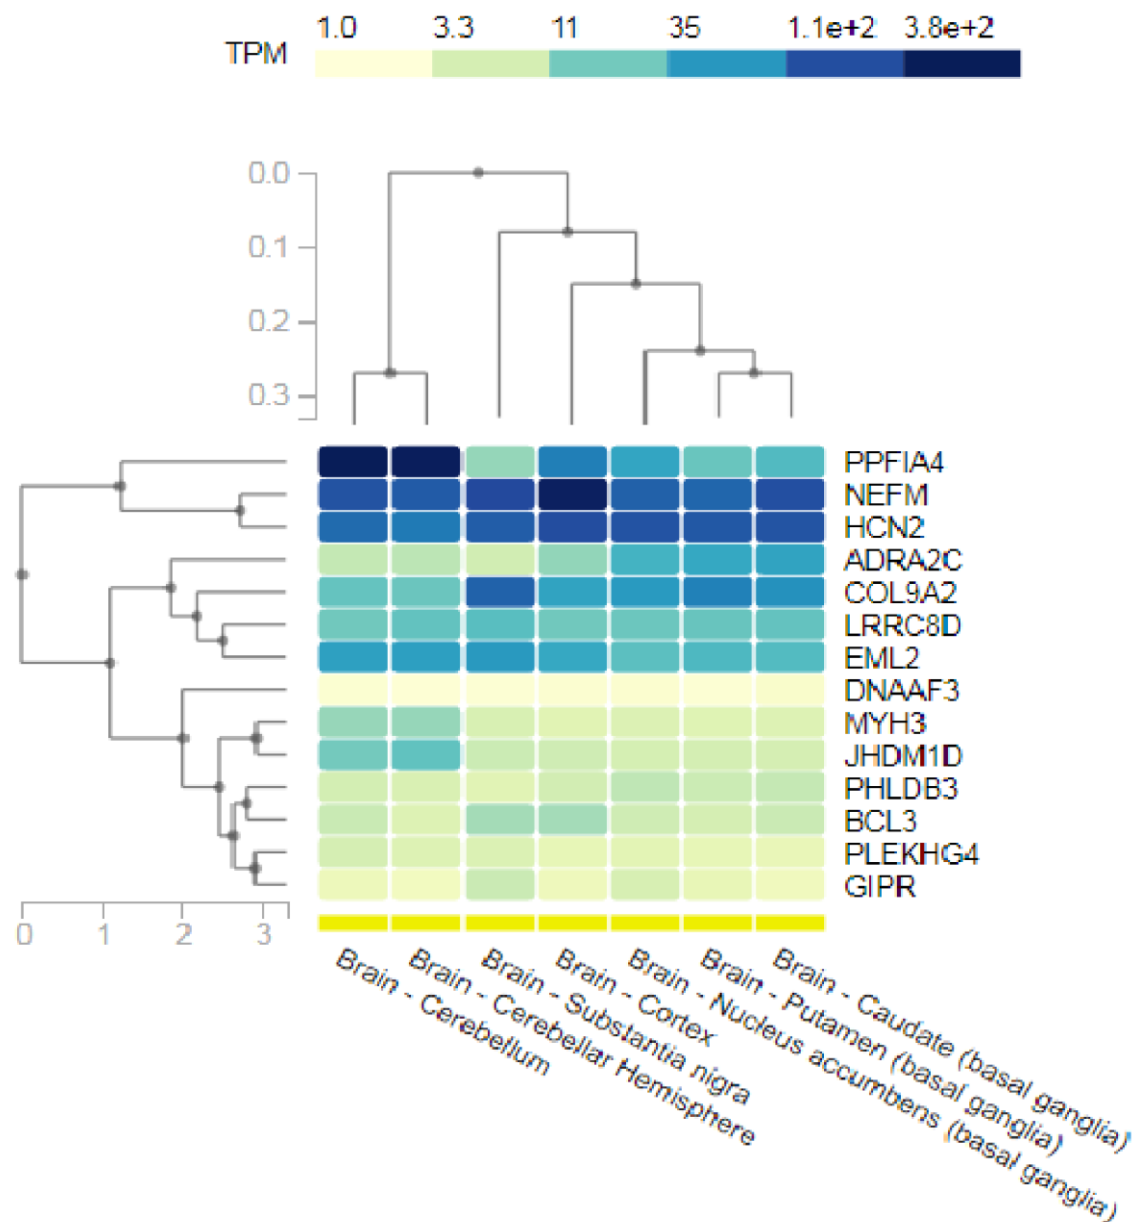 1.0 3.3 11 35 1.1e+2 3.8e+2
TPM
0.0
0.1
0.2
0.3
PPFIA4
NEFM
HCN2
ADRA2C
COL9A2
LRRC8D
EML2
DNAAF3
MYH3
JHDM1D
PHLDB3
BCL3
PLEKHG4
GIPR
0 1 2 3
Brain - Cerebellum
Brain - Cerebellar Hemisphere
Brain - Substantia nigra
Brain - Cortex
Brain - Nucleus accumbens (basal ganglia)
Brain - Putamen (basal ganglia)
Brain - Caudate (basal ganglia)